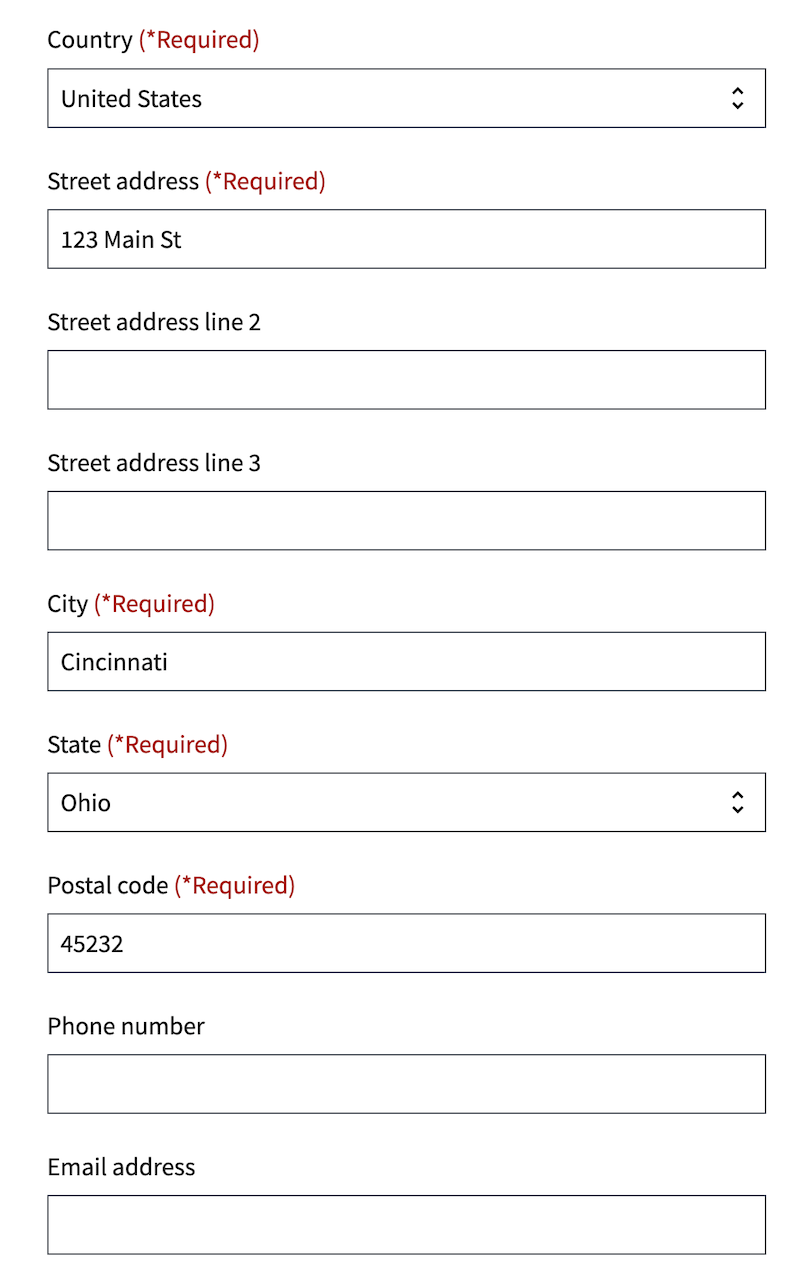 Country (*Required)
United States
Street address (*Required)
123 Main St
Street address line 2
Street address line 3
City (*Required)
Cincinnati
State (*Required)
Ohio
Postal code (*Required)
45232
Phone number
Email address